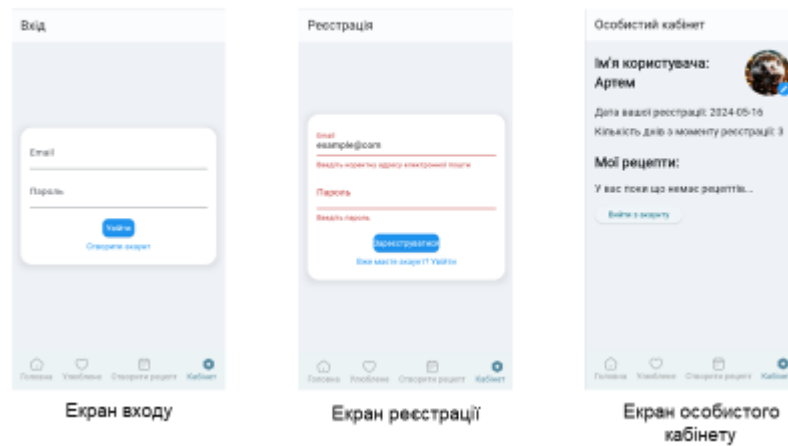 Вхід
Email
Пароль
Увійти
Створити акаунт
Головна Улюблене Створити рецепт Кабінет
Екран входу
Реєстрація
Email
example@com
Введіть коректну адресу електронної пошти
Пароль
Введіть пароль
Зареєструватися
Вже маєте акаунт? Увійти
Головна Улюблене Створити рецепт Кабінет
Екран реєстрації
Особистий кабінет
Ім'я користувача:
Артем
Дата вашої реєстрації: 2024-05-16
Кількість днів з моменту реєстрації: 3
Мої рецепти:
У вас поки що немає рецептів...
Вийти з акаунту
Головна Улюблене Створити рецепт Кабінет
Екран особистого
кабінету